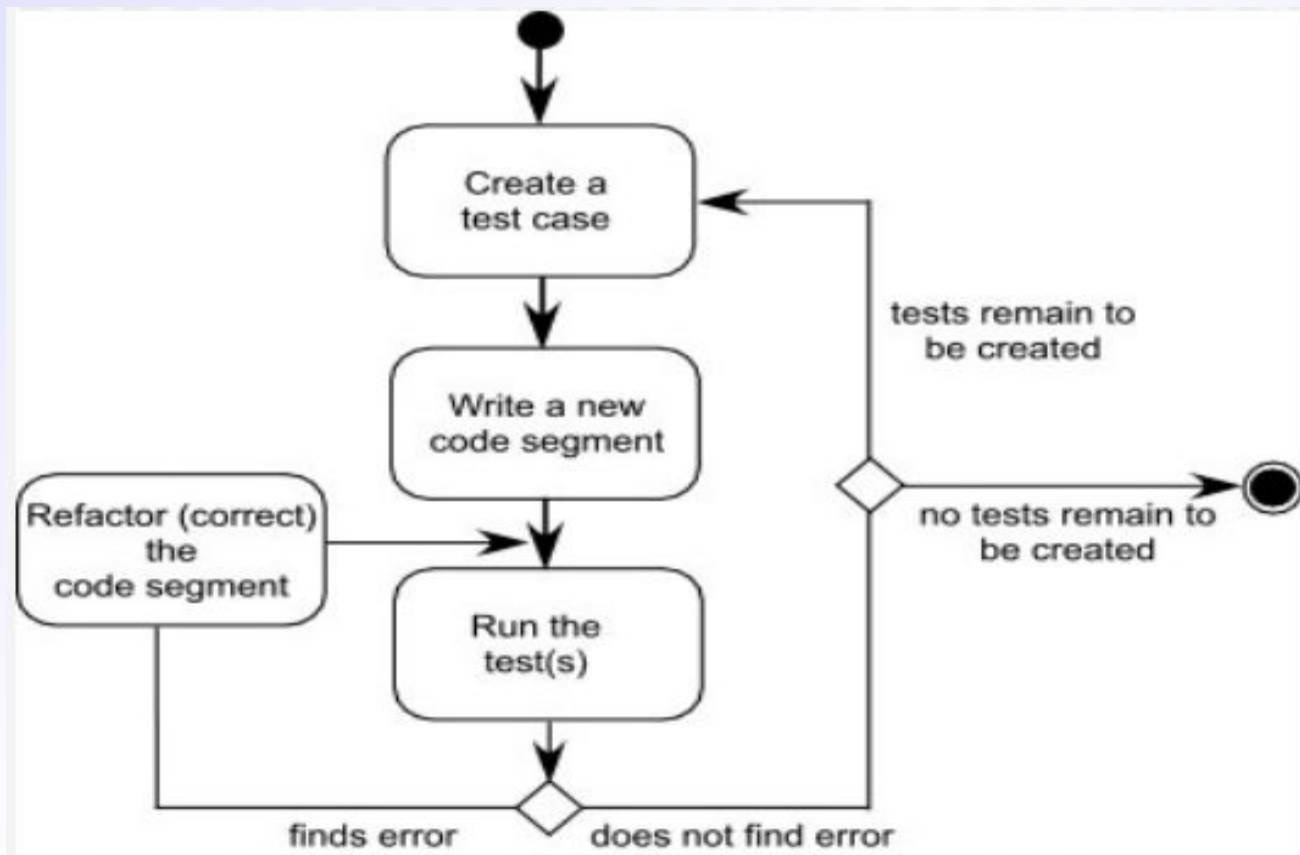 Create a
test case
tests remain to
be created
Write a new
code segment
Refactor (correct)
the
code segment
no tests remain to
be created
Run the
test(s)
finds error
does not find error